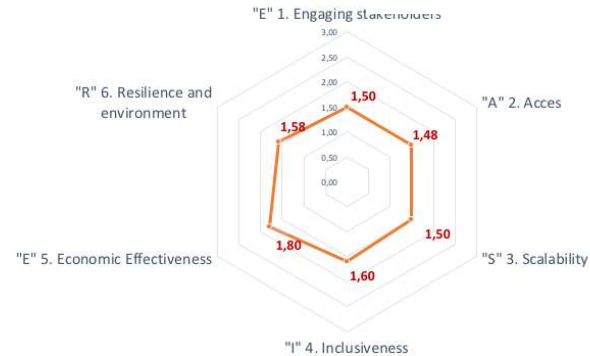 "E" 1. Engaging stakeholders
3,00
2,50
2,00
1,50
1,00
0,50
0,00
1,50
"A" 2. Acces
1,48
"S" 3. Scalability
1,50
"I" 4. Inclusiveness
1,60
"E" 5. Economic Effectiveness
1,80
"R" 6. Resilience and
environment
1,58